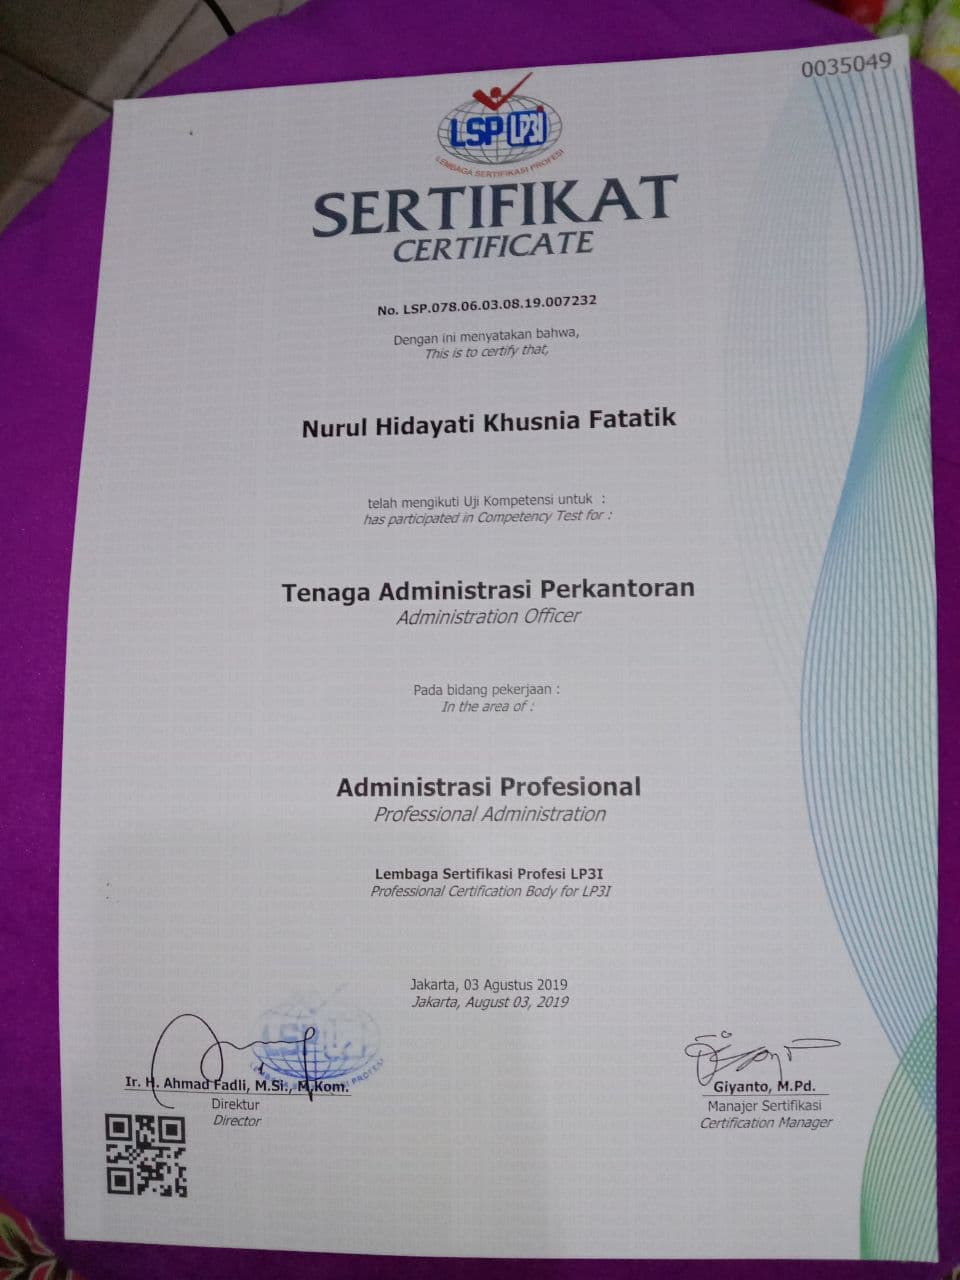 0035049
LSP LP3I
LEMBAGA SERTIFIKASI PROFESI
SERTIFIKAT
CERTIFICATE
No. LSP.078.06.03.08.19.007232
Dengan ini menyatakan bahwa,
This is to certify that,
Nurul Hidayati Khusnia Fatatik
telah mengikuti Uji Kompetensi untuk :
has participated in Competency Test for :
Tenaga Administrasi Perkantoran
Administration Officer
Pada bidang pekerjaan :
In the area of :
Administrasi Profesional
Professional Administration
Lembaga Sertifikasi Profesi LP3I
Professional Certification Body for LP3I
Jakarta, 03 Agustus 2019
Jakarta, August 03, 2019
Ir. H. Ahmad Fadli, M.Si., M.Kom.
Direktur
Director
Giyanto, M.Pd.
Manajer Sertifikasi
Certification Manager